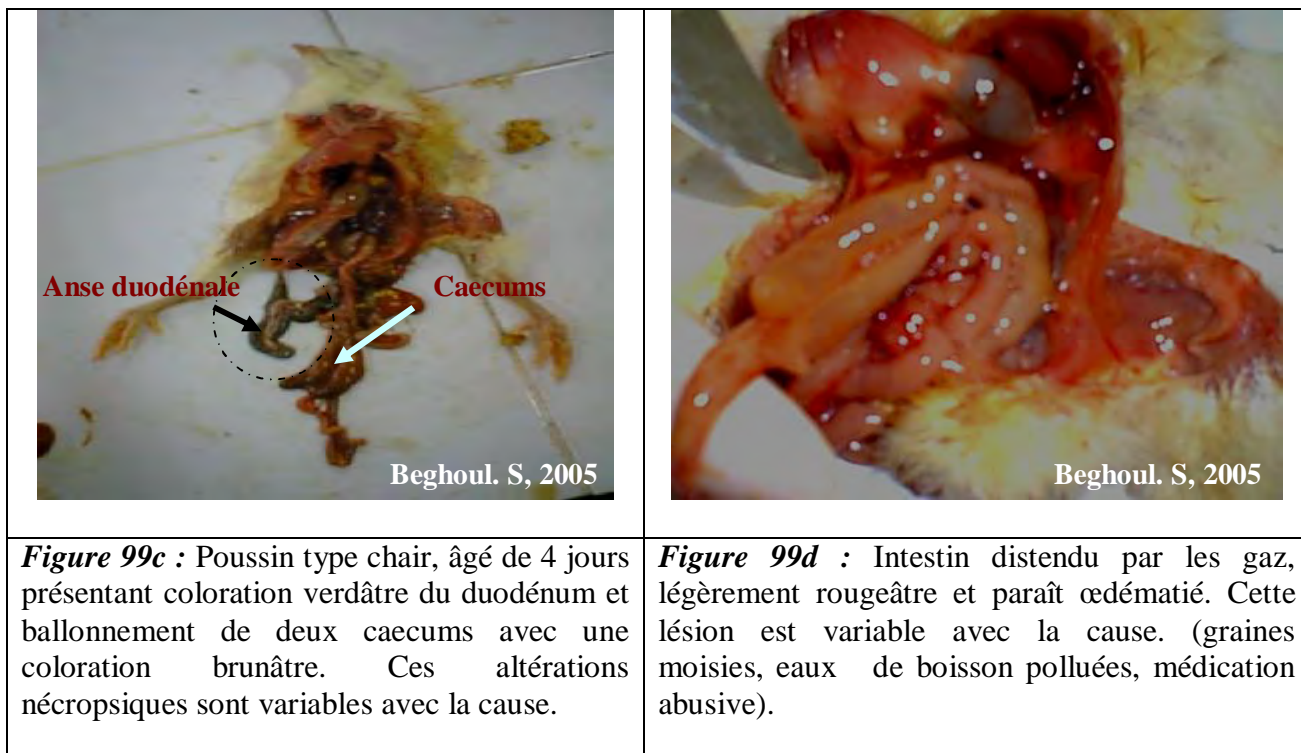 Anse duodénale
Caecums
Beghoul. S, 2005
Beghoul. S, 2005
Figure 99c : Poussin type chair, âgé de 4 jours
présentant coloration verdâtre du duodénum et
ballonnement de deux caecums avec une
coloration brunâtre. Ces altérations
nécropsiques sont variables avec la cause.
Figure 99d : Intestin distendu par les gaz,
légèrement rougeâtre et paraît œdématié. Cette
lésion est variable avec la cause. (graines
moisies, eaux de boisson polluées, médication
abusive).